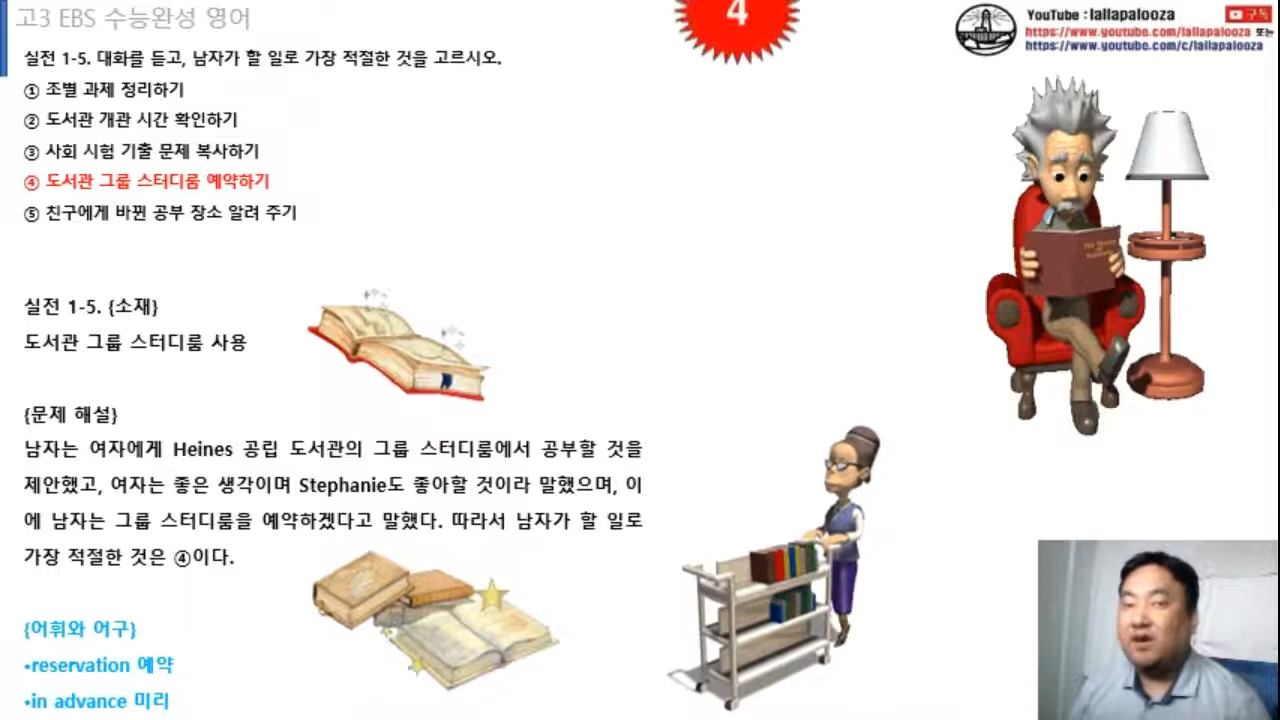 고3 EBS 수능완성 영어
4
YouTube : lallapalooza
구독
https://www.youtube.com/lallapalooza 또는
https://www.youtube.com/c/lallapalooza
실전 1-5. 대화를 듣고, 남자가 할 일로 가장 적절한 것을 고르시오.
① 조별 과제 정리하기
② 도서관 개관 시간 확인하기
③ 사회 시험 기출 문제 복사하기
④ 도서관 그룹 스터디룸 예약하기
⑤ 친구에게 바뀐 공부 장소 알려 주기
실전 1-5. {소재}
도서관 그룹 스터디룸 사용
{문제 해설}
남자는 여자에게 Heines 공립 도서관의 그룹 스터디룸에서 공부할 것을
제안했고, 여자는 좋은 생각이며 Stephanie도 좋아할 것이라 말했으며, 이
에 남자는 그룹 스터디룸을 예약하겠다고 말했다. 따라서 남자가 할 일로
가장 적절한 것은 ④이다.
{어휘와 어구}
•reservation 예약
•in advance 미리